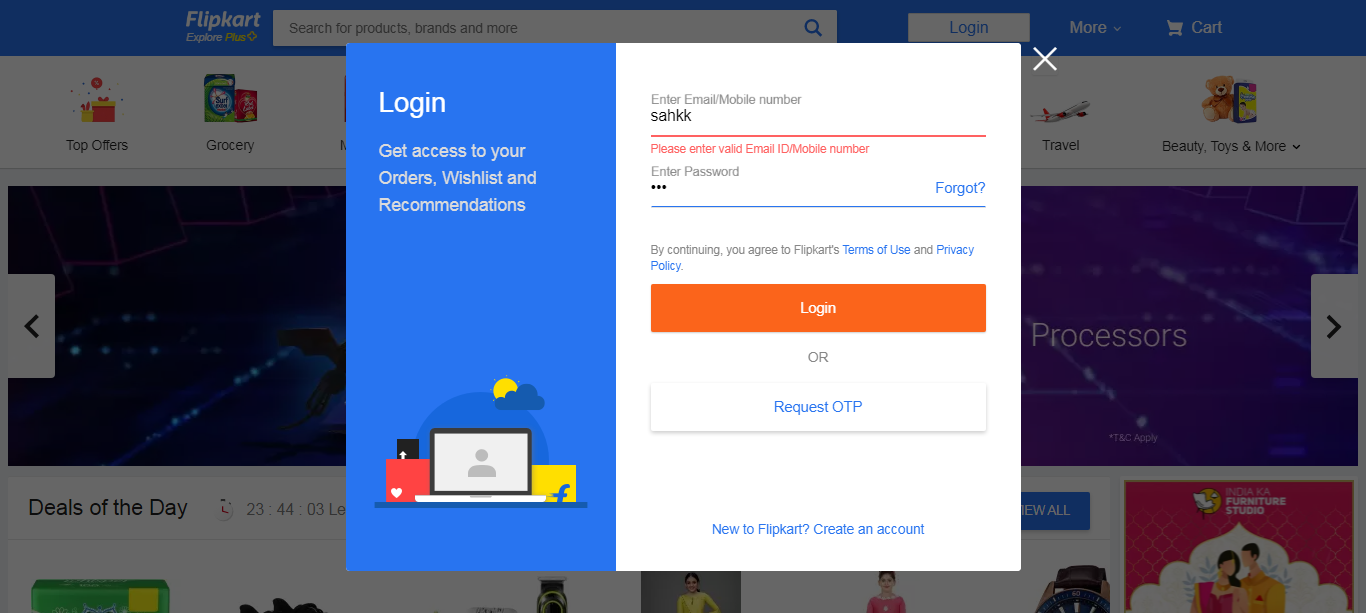 Flipkart
Explore Plus
Search for products, brands and more
Login
More
Cart
Top Offers
Grocery
Travel
Beauty, Toys & More
Login
Get access to your
Orders, Wishlist and
Recommendations
Enter Email/Mobile number
sahkk
Please enter valid Email ID/Mobile number
Enter Password
•••
Forgot?
By continuing, you agree to Flipkart's Terms of Use and Privacy
Policy.
Login
OR
Request OTP
New to Flipkart? Create an account
Processors
*T&C Apply
Deals of the Day
23 : 44 : 03 Le
IEW ALL
INDIA KA
FURNITURE
STUDIO